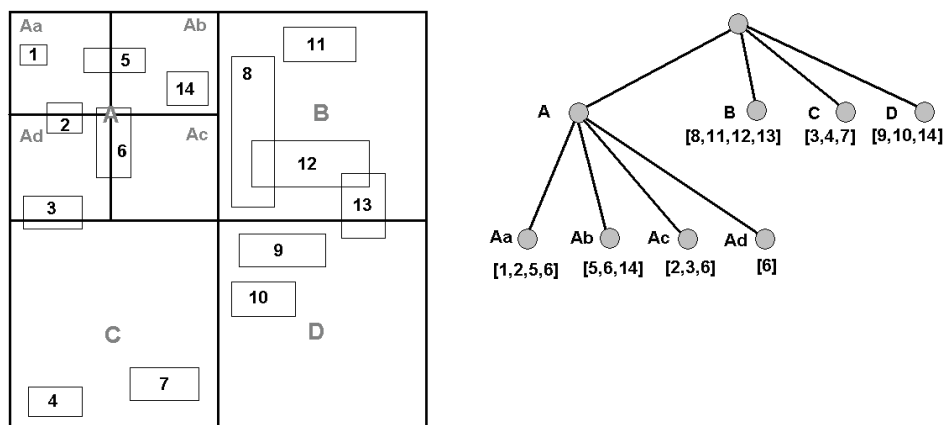 Aa
Ab
1
5
14
A
2
Ad
Ac
6
3
11
8
B
12
13
9
10
C
D
7
4
A
B
C
D
[8,11,12,13]
[3,4,7]
[9,10,14]
Aa
Ab
Ac
Ad
[1,2,5,6]
[5,6,14]
[2,3,6]
[6]